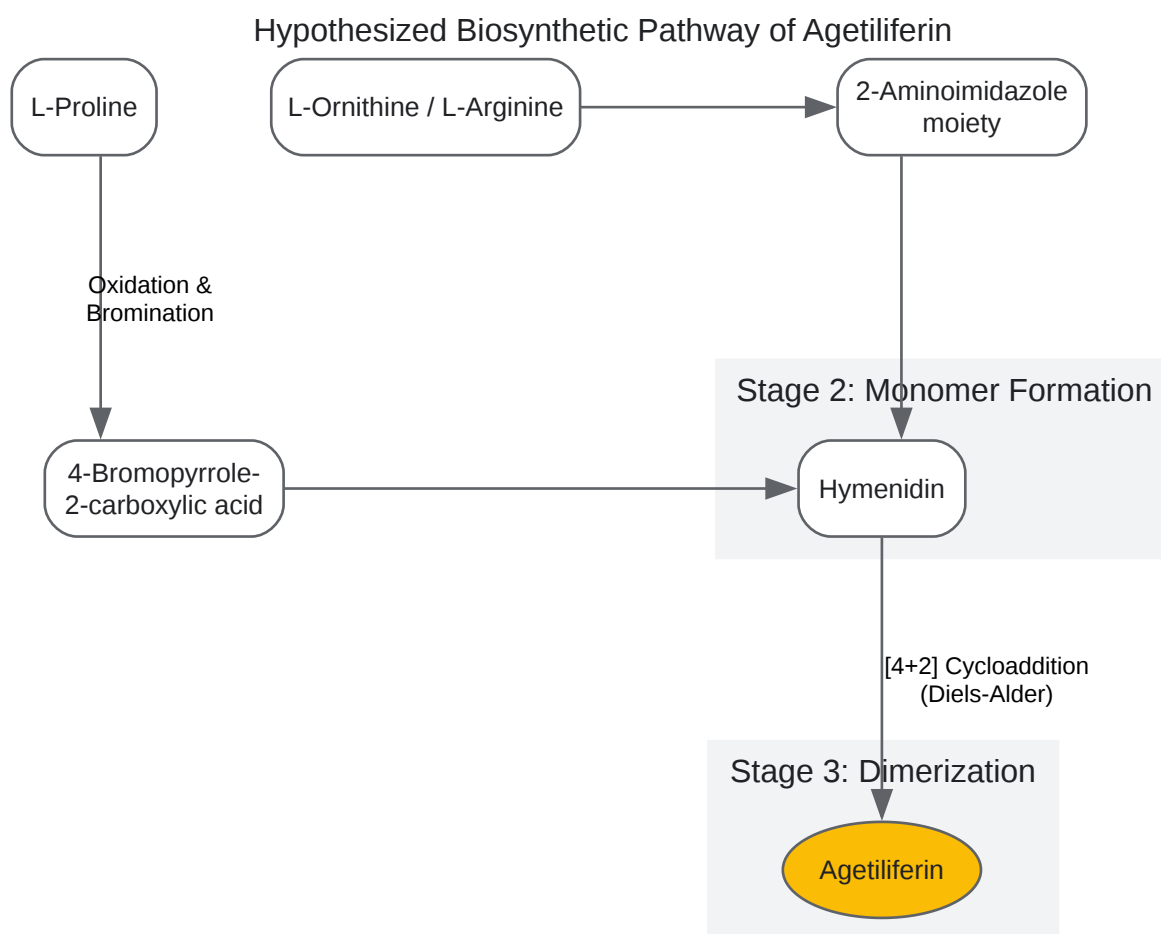 Hypothesized Biosynthetic Pathway of Agetiliferin
L-Proline
L-Ornithine / L-Arginine
2-Aminoimidazole
moiety
Oxidation &
Bromination
Stage 2: Monomer Formation
4-Bromopyrrole-
2-carboxylic acid
Hymenidin
[4+2] Cycloaddition
(Diels-Alder)
Stage 3: Dimerization
Agetiliferin